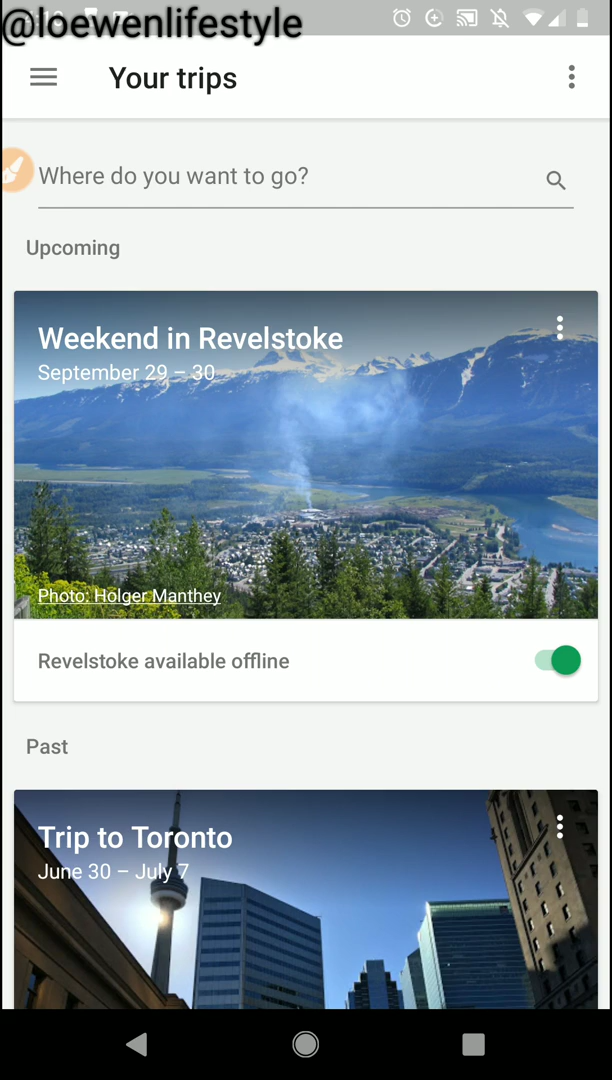 @loewenlifestyle
Your trips
Where do you want to go?
Upcoming
Weekend in Revelstoke
September 29 – 30
Photo: Holger Manthey
Revelstoke available offline
Past
Trip to Toronto
June 30 – July 7